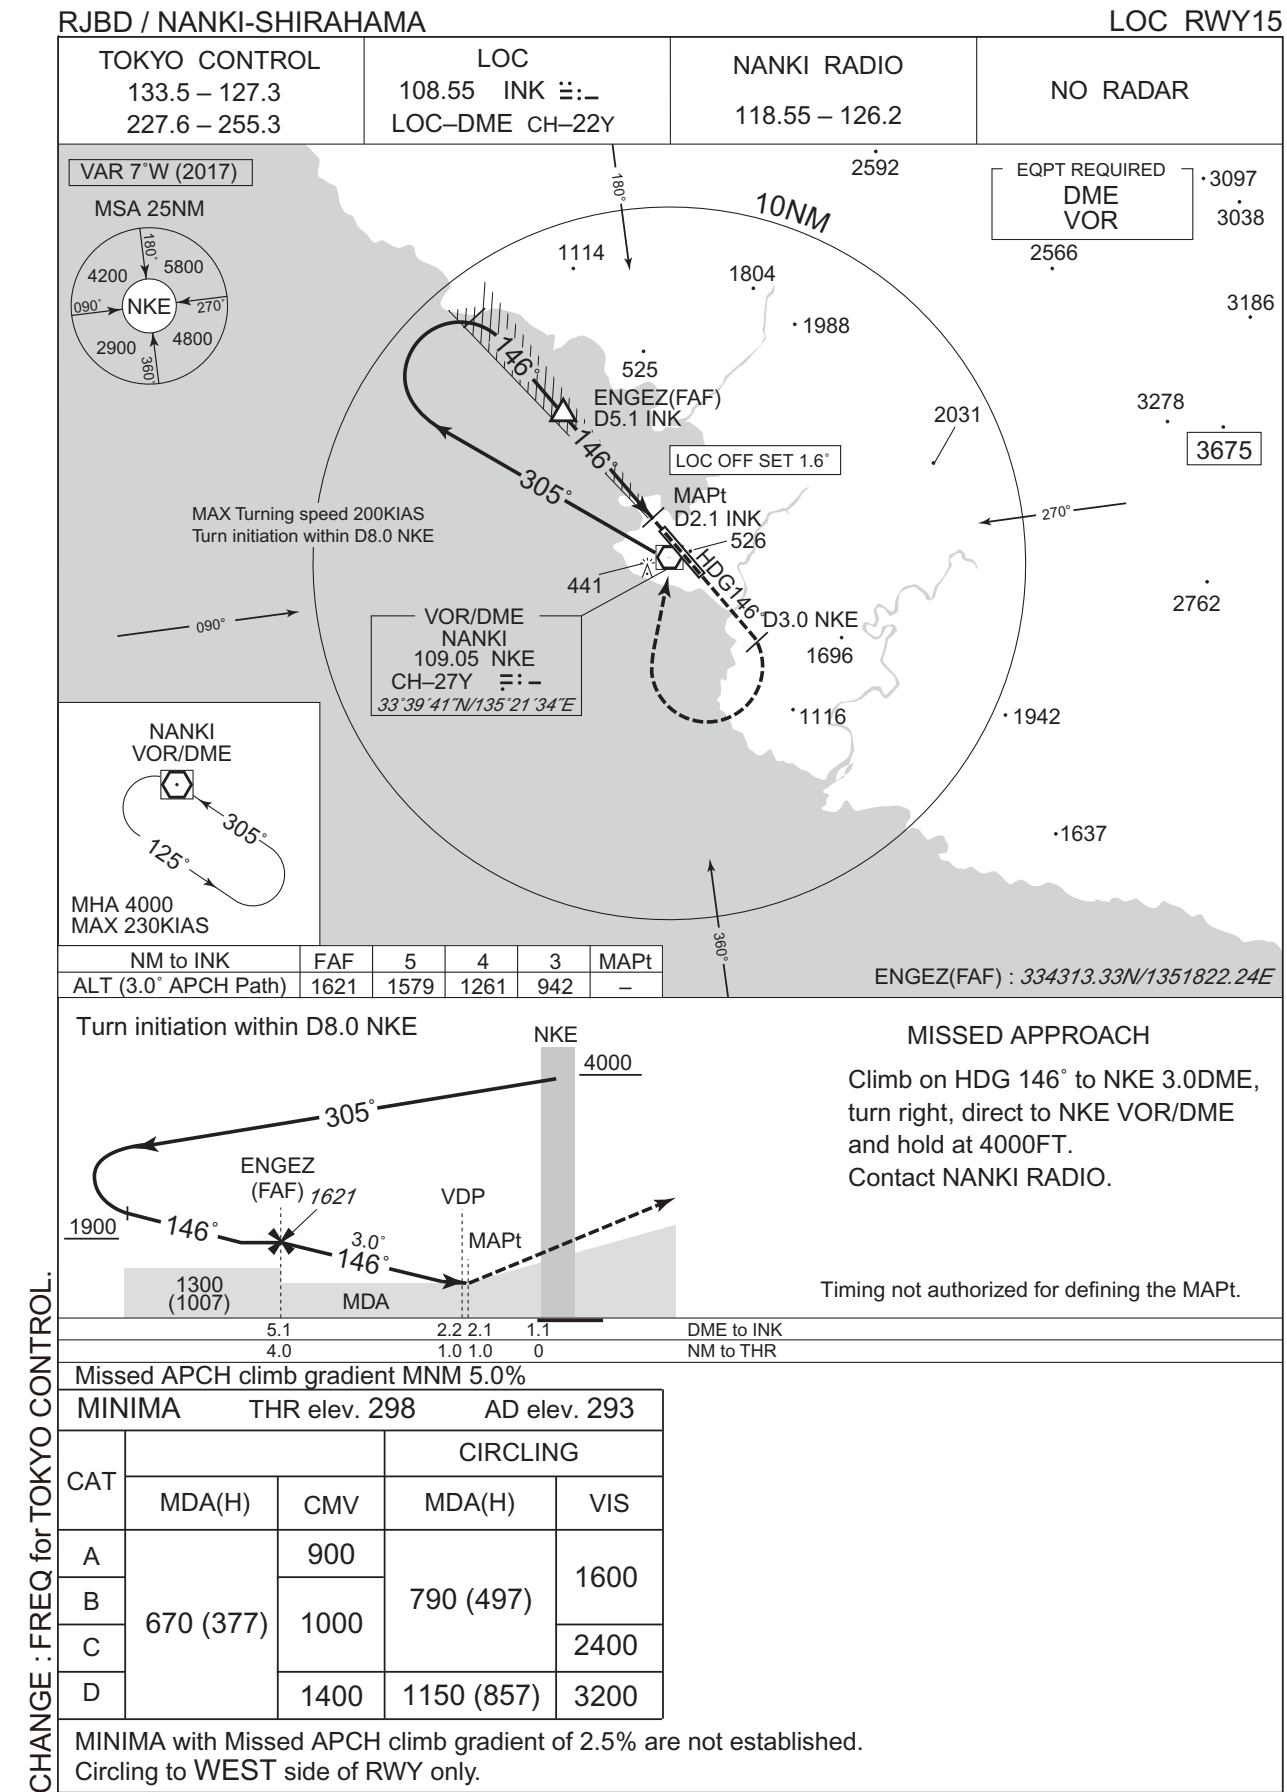 RJBD / NANKI-SHIRAHAMA
LOC RWY15
TOKYO CONTROL
133.5 – 127.3
227.6 – 255.3
LOC
108.55 INK
LOC–DME CH–22Y
NANKI RADIO
118.55 – 126.2
NO RADAR
VAR 7˚W (2017)
MSA 25NM
180˚
4200
5800
090˚
NKE
270˚
2900
4800
360˚
180˚
10NM
2592
EQPT REQUIRED
DME
VOR
3097
3038
2566
3186
1114
1804
1988
525
146˚
ENGEZ(FAF)
D5.1 INK
146˚
2031
3278
3675
LOC OFF SET 1.6˚
305˚
MAPt
D2.1 INK
526
MAX Turning speed 200KIAS
Turn initiation within D8.0 NKE
270˚
441
HDG146˚
2762
VOR/DME
NANKI
109.05 NKE
CH–27Y
33˚39´41˝N/135˚21´34˝E
D3.0 NKE
1696
090˚
1116
1942
NANKI
VOR/DME
305˚
125˚
MHA 4000
MAX 230KIAS
1637
360˚
NM to INK FAF 5 4 3 MAPt
ALT (3.0˚ APCH Path) 1621 1579 1261 942 –
ENGEZ(FAF) : 334313.33N/1351822.24E
Turn initiation within D8.0 NKE
NKE
4000
305˚
ENGEZ
(FAF) 1621
VDP
MAPt
1900
146˚
3.0˚
146˚
1300
(1007)
MDA
5.1 2.2 2.1 1.1 DME to INK
4.0 1.0 1.0 0 NM to THR
MISSED APPROACH
Climb on HDG 146˚ to NKE 3.0DME,
turn right, direct to NKE VOR/DME
and hold at 4000FT.
Contact NANKI RADIO.
Timing not authorized for defining the MAPt.
Missed APCH climb gradient MNM 5.0%
MINIMA THR elev. 298 AD elev. 293
CAT
CIRCLING
MDA(H) CMV MDA(H) VIS
A
B
C
D
670 (377)
900
1000
1400
790 (497)
1150 (857)
1600
2400
3200
MINIMA with Missed APCH climb gradient of 2.5% are not established.
Circling to WEST side of RWY only.
CHANGE : FREQ for TOKYO CONTROL.